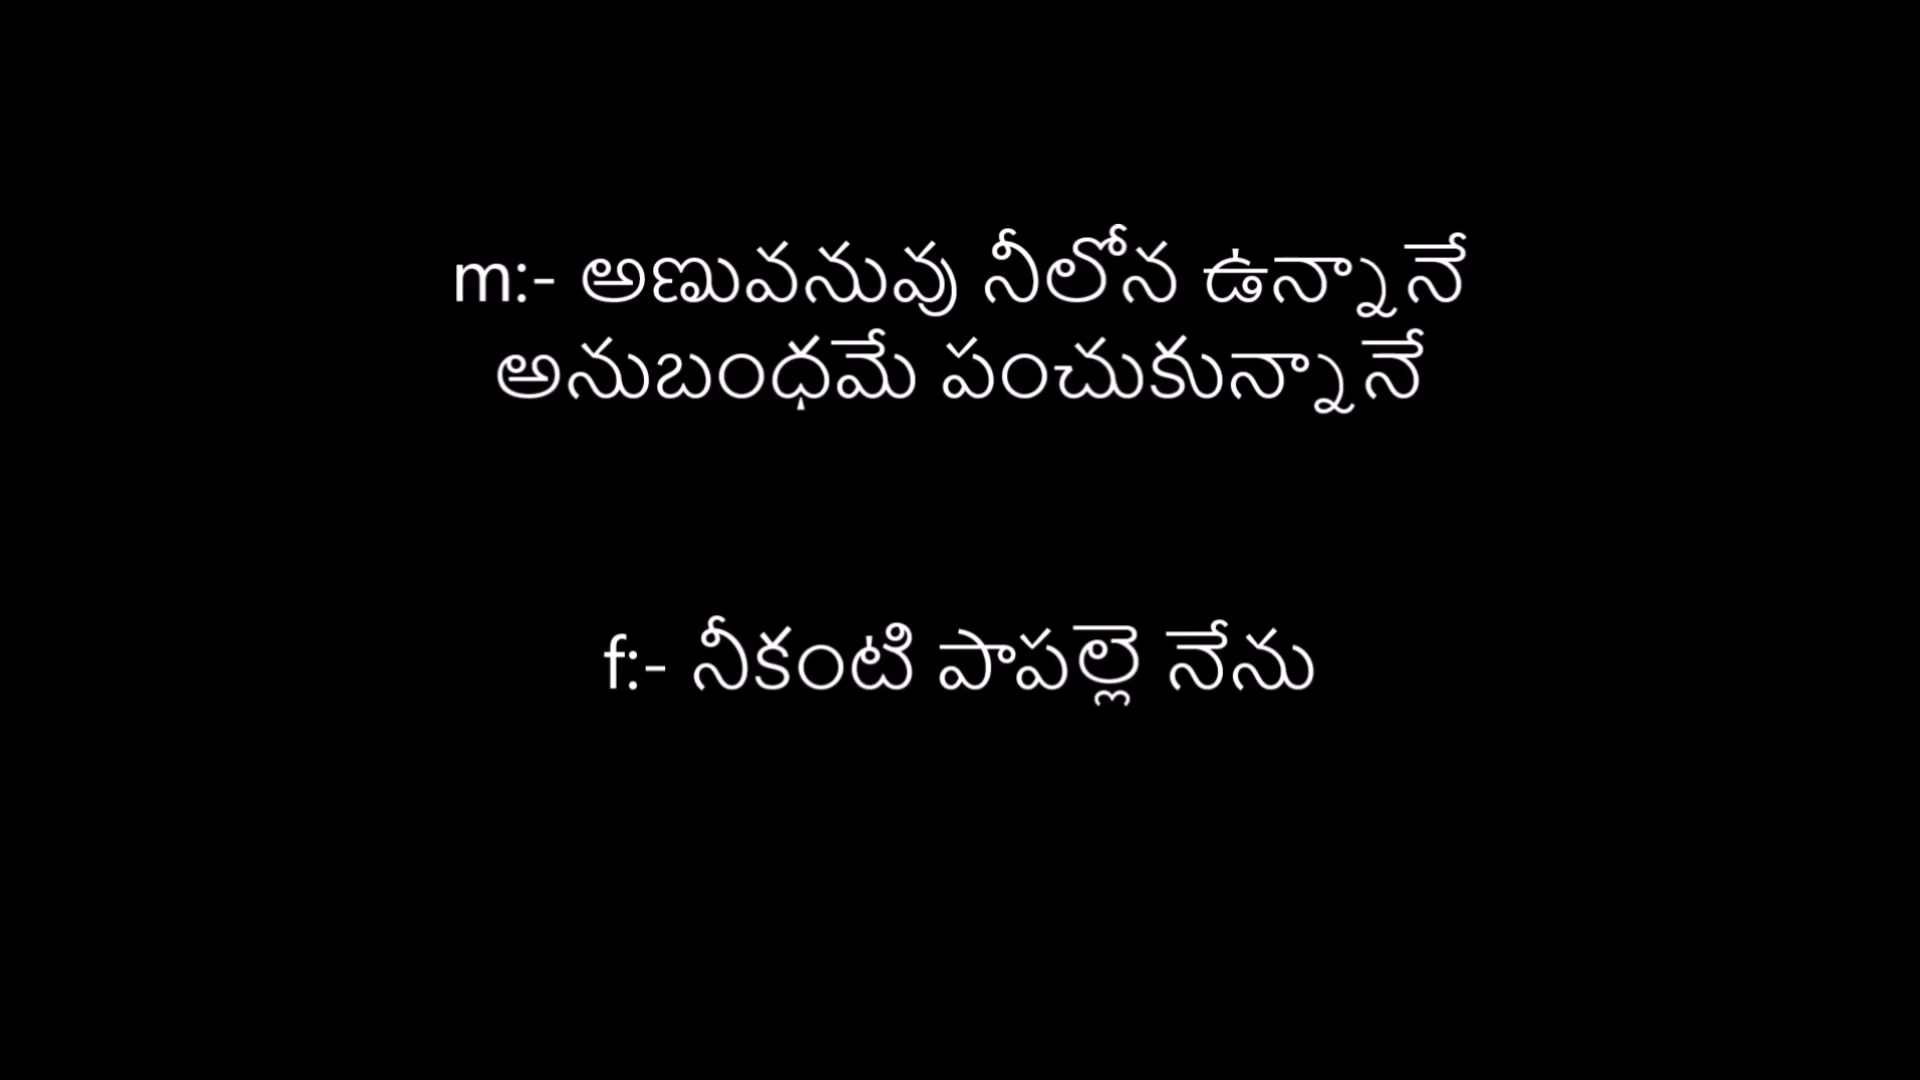 m:- అణువనువు నీలోన ఉన్నానే
అనుబంధమే పంచుకున్నానే
f:- నీకంటి పాపల్లె నేను